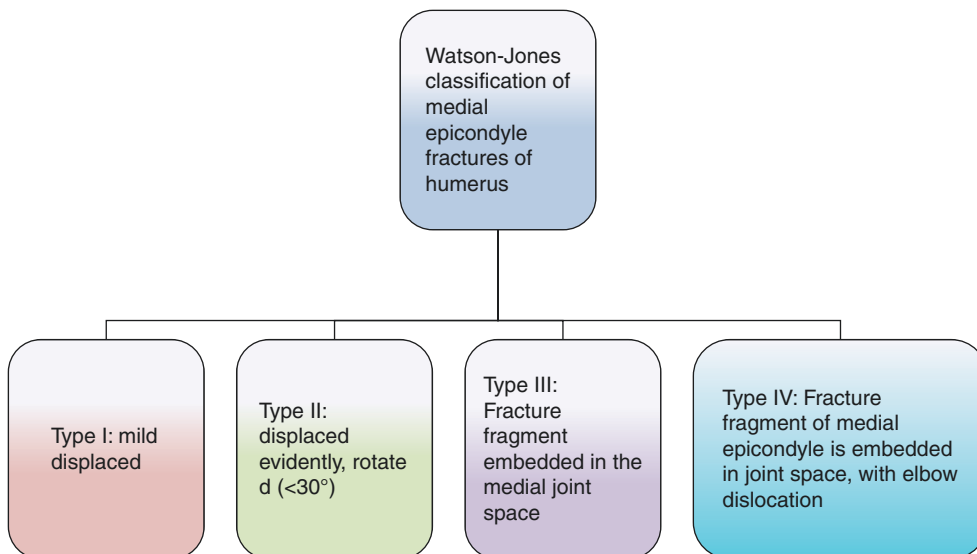 Watson-Jones
classification of
medial
epicondyle
fractures of
humerus
Type I: mild
displaced
Type II:
displaced
evidently, rotate
d (<30°)
Type III:
Fracture
fragment
embedded in the
medial joint
space
Type IV: Fracture
fragment of medial
epicondyle is embedded
in joint space, with elbow
dislocation